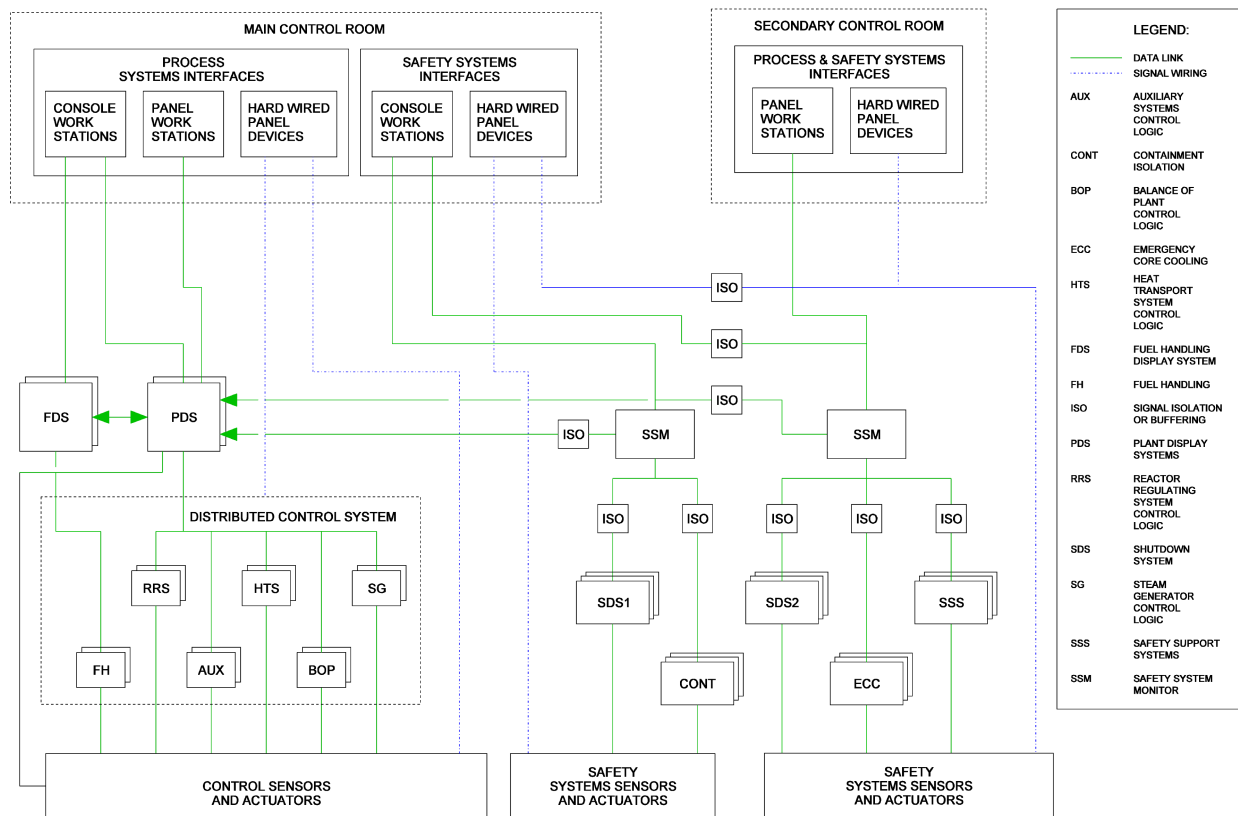 MAIN CONTROL ROOM
PROCESS
SYSTEMS INTERFACES
CONSOLE
WORK
STATIONS
PANEL
WORK
STATIONS
HARD WIRED
PANEL
DEVICES
SAFETY SYSTEMS
INTERFACES
CONSOLE
WORK
STATIONS
HARD WIRED
PANEL
DEVICES
SECONDARY CONTROL ROOM
PROCESS & SAFETY SYSTEMS
INTERFACES
PANEL
WORK
STATIONS
HARD WIRED
PANEL
DEVICES
ISO
ISO
ISO
FDS
PDS
ISO
SSM
SSM
DISTRIBUTED CONTROL SYSTEM
ISO
ISO
ISO
ISO
ISO
RRS
HTS
SG
SDS1
SDS2
SSS
FH
AUX
BOP
CONT
ECC
CONTROL SENSORS
AND ACTUATORS
SAFETY
SYSTEMS SENSORS
AND ACTUATORS
SAFETY
SYSTEMS SENSORS
AND ACTUATORS
LEGEND:
DATA LINK
SIGNAL WIRING
AUX AUXILIARY
SYSTEMS
CONTROL
LOGIC
CONT CONTAINMENT
ISOLATION
BOP BALANCE OF
PLANT
CONTROL
LOGIC
ECC EMERGENCY
CORE COOLING
HTS HEAT
TRANSPORT
SYSTEM
CONTROL
LOGIC
FDS FUEL HANDLING
DISPLAY SYSTEM
FH FUEL HANDLING
ISO SIGNAL ISOLATION
OR BUFFERING
PDS PLANT DISPLAY
SYSTEMS
RRS REACTOR
REGULATING
SYSTEM
CONTROL
LOGIC
SDS SHUTDOWN
SYSTEM
SG STEAM
GENERATOR
CONTROL
LOGIC
SSS SAFETY SUPPORT
SYSTEMS
SSM SAFETY SYSTEM
MONITOR